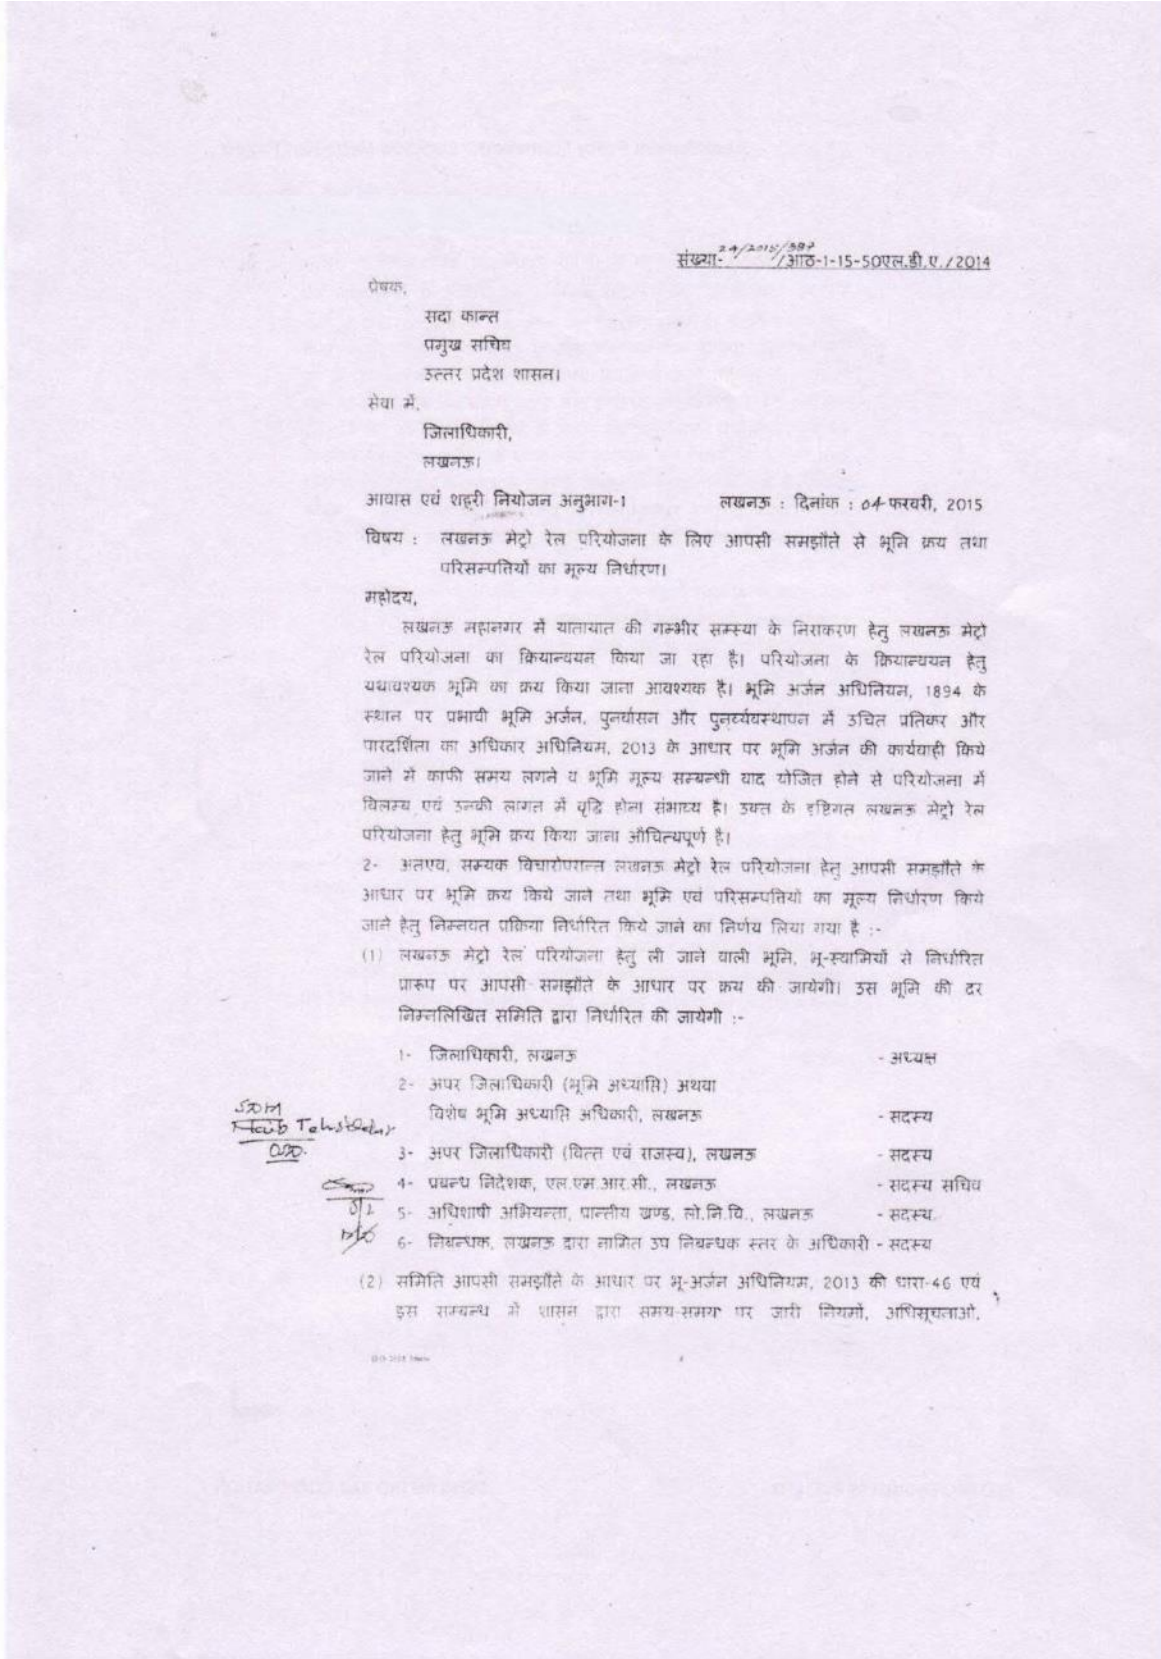 संख्या-24/2015/387/आठ-1-15-50एल.डी.ए./2014
प्रेषक,
सदा कान्त
प्रमुख सचिव
उत्तर प्रदेश शासन।
सेवा में,
जिलाधिकारी,
लखनऊ।
आवास एवं शहरी नियोजन अनुभाग-1 लखनऊ : दिनांक : 04 फरवरी, 2015
विषय : लखनऊ मेट्रो रेल परियोजना के लिए आपसी समझौते से भूमि क्रय तथा
परिसम्पत्तियों का मूल्य निर्धारण।
महोदय,
लखनऊ महानगर में यातायात की गम्भीर समस्या के निराकरण हेतु लखनऊ मेट्रो
रेल परियोजना का क्रियान्वयन किया जा रहा है। परियोजना के क्रियान्वयन हेतु
यथावश्यक भूमि का क्रय किया जाना आवश्यक है। भूमि अर्जन अधिनियम, 1894 के
स्थान पर प्रभावी भूमि अर्जन, पुनर्वासन और पुनर्व्यवस्थापन में उचित प्रतिकर और
पारदर्शिता का अधिकार अधिनियम, 2013 के आधार पर भूमि अर्जन की कार्यवाही किये
जाने में काफी समय लगने व भूमि मूल्य सम्बन्धी वाद योजित होने से परियोजना में
विलम्ब एवं उनकी लागत में वृद्धि होना संभाव्य है। उक्त के दृष्टिगत लखनऊ मेट्रो रेल
परियोजना हेतु भूमि क्रय किया जाना औचित्यपूर्ण है।
2- अतएव, सम्यक विचारोपरान्त लखनऊ मेट्रो रेल परियोजना हेतु आपसी समझौते के
आधार पर भूमि क्रय किये जाने तथा भूमि एवं परिसम्पत्तियों का मूल्य निर्धारण किये
जाने हेतु निम्नवत प्रक्रिया निर्धारित किये जाने का निर्णय लिया गया है :-
(1) लखनऊ मेट्रो रेल परियोजना हेतु ली जाने वाली भूमि, भू-स्वामियों से निर्धारित
प्रारूप पर आपसी समझौते के आधार पर क्रय की जायेगी। उस भूमि की दर
निम्नलिखित समिति द्वारा निर्धारित की जायेगी :-
1- जिलाधिकारी, लखनऊ - अध्यक्ष
2- अपर जिलाधिकारी (भूमि अध्याप्ति) अथवा
विशेष भूमि अध्याप्ति अधिकारी, लखनऊ - सदस्य
SDM
Naib Tehsildar
3- अपर जिलाधिकारी (वित्त एवं राजस्व), लखनऊ - सदस्य
4- प्रबन्ध निदेशक, एल.एम.आर.सी., लखनऊ - सदस्य सचिव
5/2
5- अधिशाषी अभियन्ता, प्रान्तीय खण्ड, लो.नि.वि., लखनऊ - सदस्य
6- निबन्धक, लखनऊ द्वारा नामित उप निबन्धक स्तर के अधिकारी - सदस्य
(2) समिति आपसी समझौते के आधार पर भू-अर्जन अधिनियम, 2013 की धारा-46 एवं
इस सम्बन्ध में शासन द्वारा समय-समय पर जारी नियमों, अधिसूचनाओं,